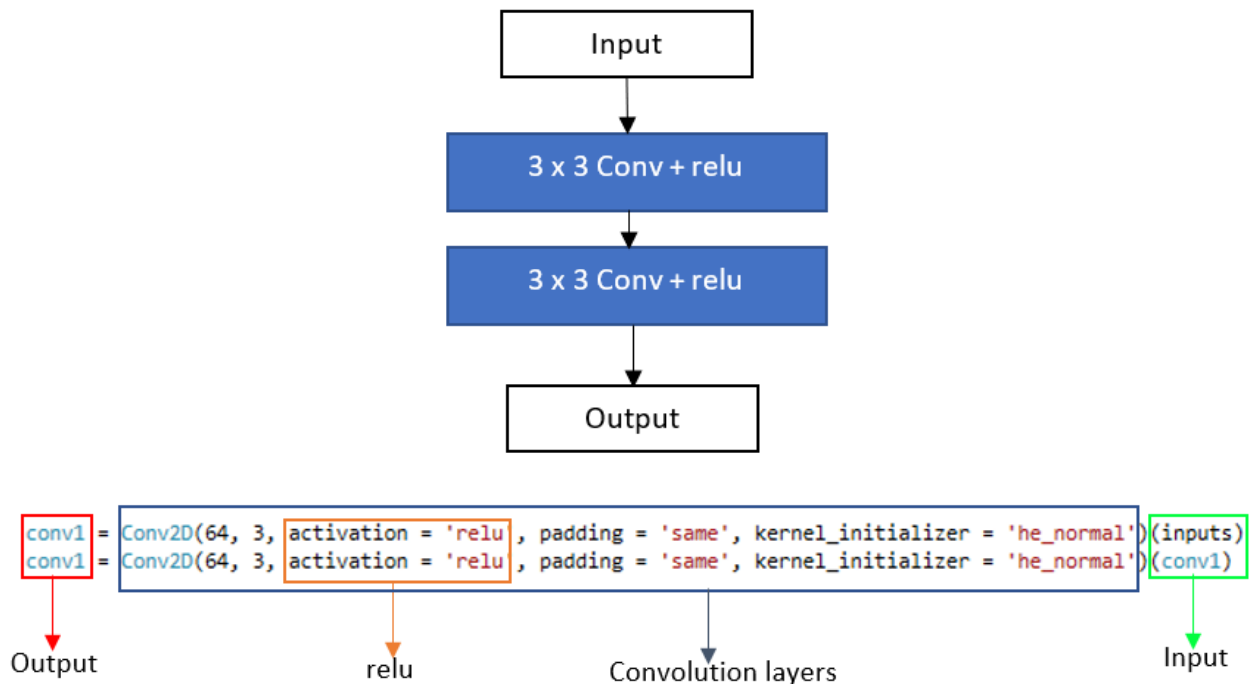 Input
3 x 3 Conv + relu
3 x 3 Conv + relu
Output
conv1 = Conv2D(64, 3, activation = 'relu', padding = 'same', kernel_initializer = 'he_normal')(inputs)
conv1 = Conv2D(64, 3, activation = 'relu', padding = 'same', kernel_initializer = 'he_normal')(conv1)
Output
relu
Convolution layers
Input